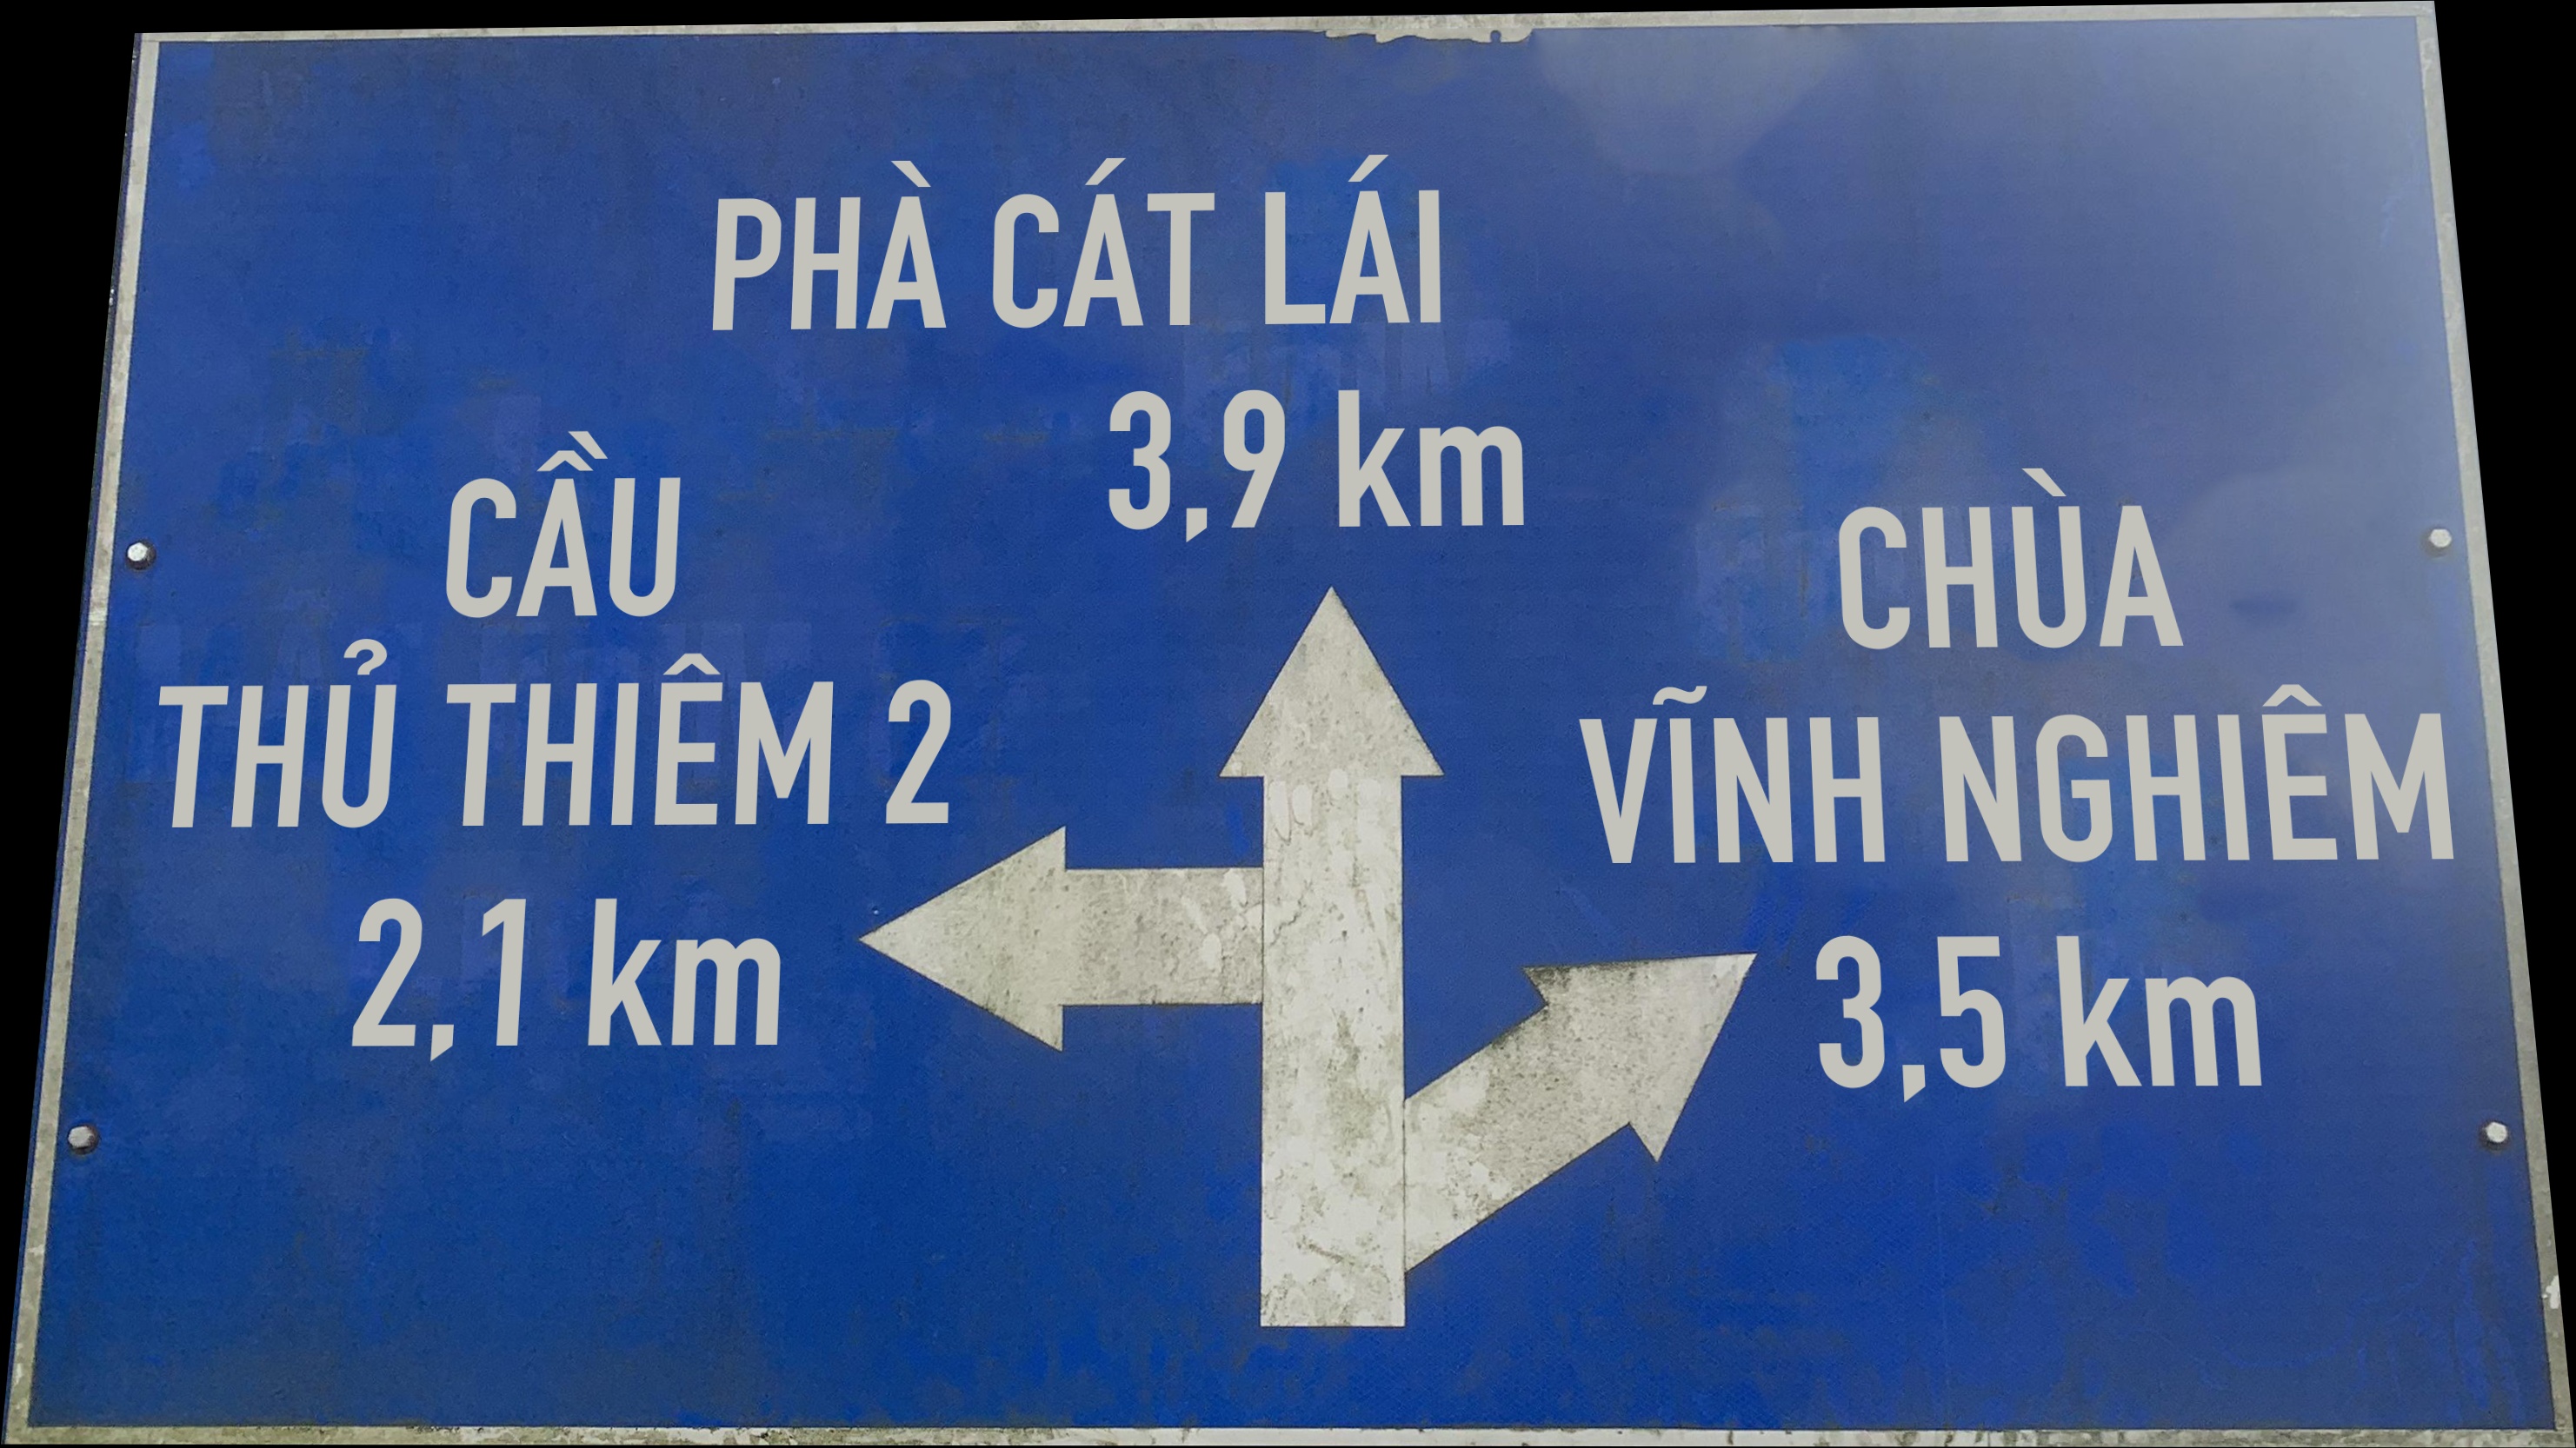 PHÀ CÁT LÁI
3,9 km
CẦU
THỦ THIÊM 2
2,1 km
CHÙA
VĨNH NGHIÊM
3,5 km